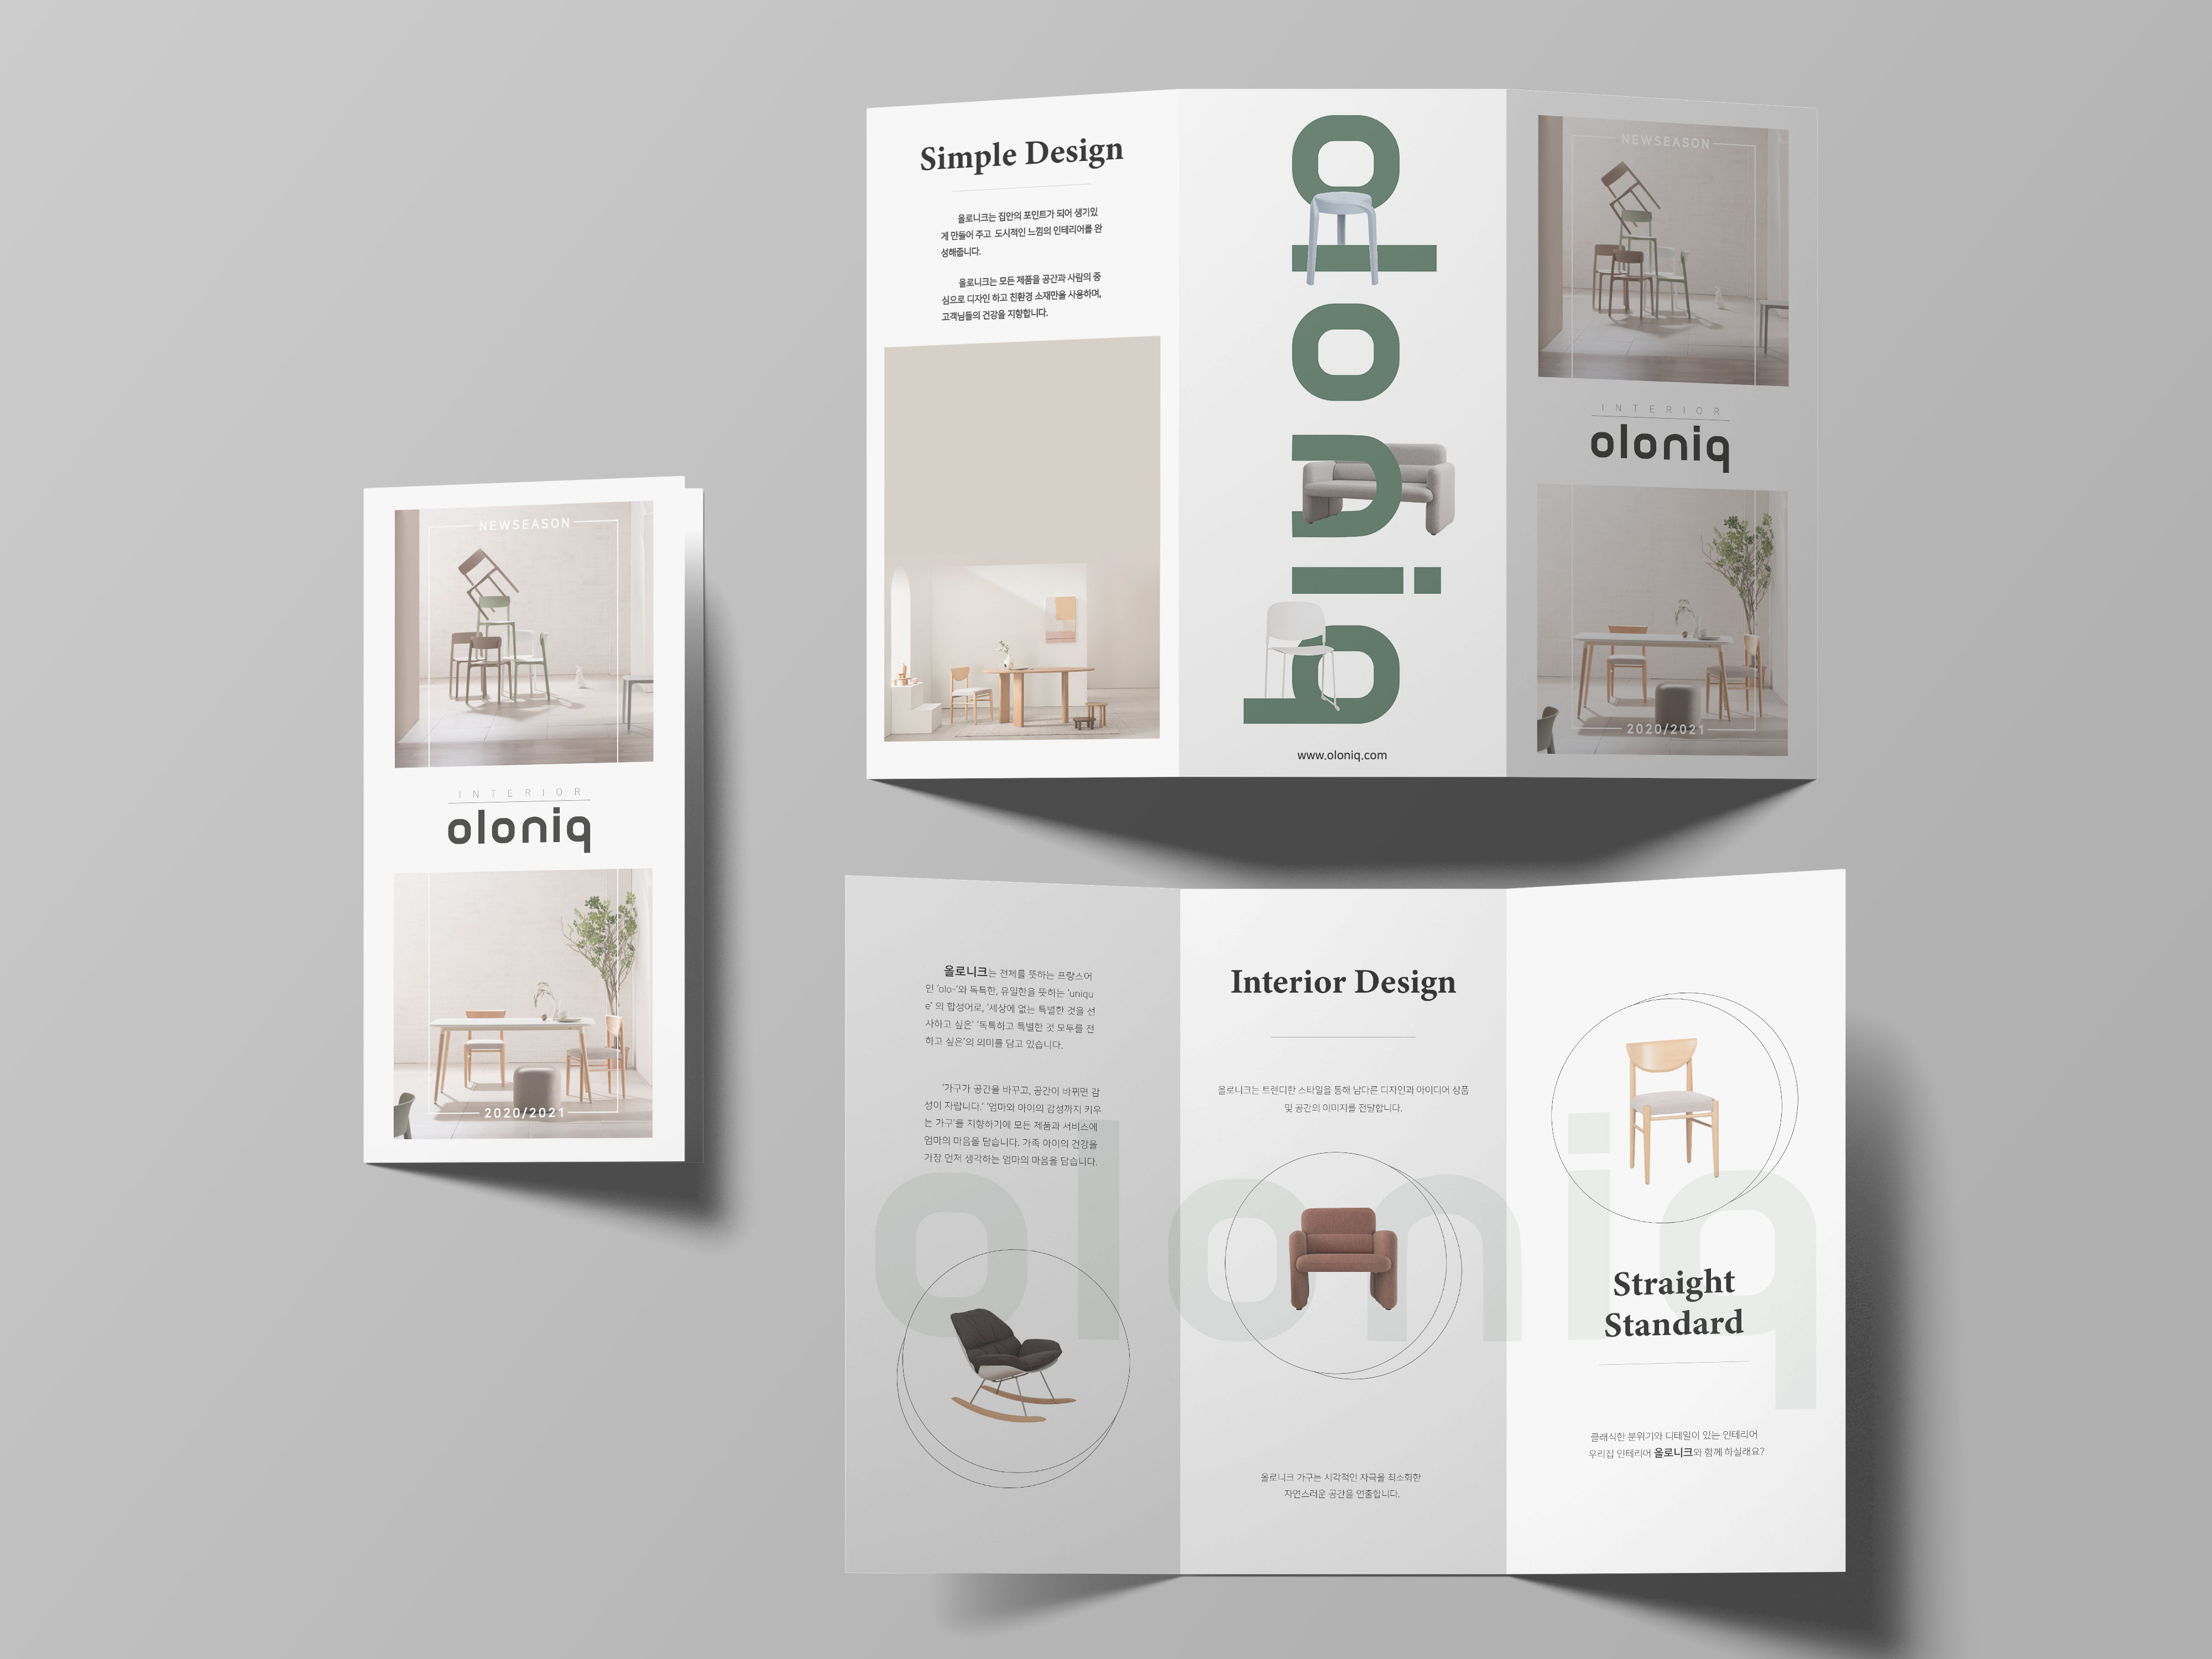 NEWSEASON
INTERIOR
oloniq
2020/2021
Simple Design
올로니크는 집안의 포인트가 되어 생기있
게 만들어 주고 도시적인 느낌의 인테리어를 완
성해줍니다.
올로니크는 모든 제품을 공간과 사람의 중
심으로 디자인 하고 친환경 소재만을 사용하며,
고객님들의 건강을 지향합니다.
oloniq
www.oloniq.com
NEWSEASON
INTERIOR
oloniq
2020/2021
올로니크는 전체를 뜻하는 프랑스어
인 'olo-'와 독특한, 유일한을 뜻하는 'uniqu
e' 의 합성어로, '세상에 없는 특별한 것을 선
사하고 싶은' '독특하고 특별한 것 모두를 전
하고 싶은'의 의미를 담고 있습니다.
'가구가 공간을 바꾸고, 공간이 바뀌면 감
성이 자랍니다.' '엄마와 아이의 감성까지 키우
는 가구'를 지향하기에 모든 제품과 서비스에
엄마의 마음을 담습니다. 가족 아이의 건강을
가장 먼저 생각하는 엄마의 마음을 담습니다.
Interior Design
올로니크는 트렌디한 스타일을 통해 남다른 디자인과 아이디어 상품
및 공간의 이미지를 전달합니다.
올로니크 가구는 시각적인 자극을 최소화한
자연스러운 공간을 연출합니다.
oloniq
Straight
Standard
클래식한 분위기와 디테일이 있는 인테리어
우리집 인테리어 올로니크와 함께 하실래요?